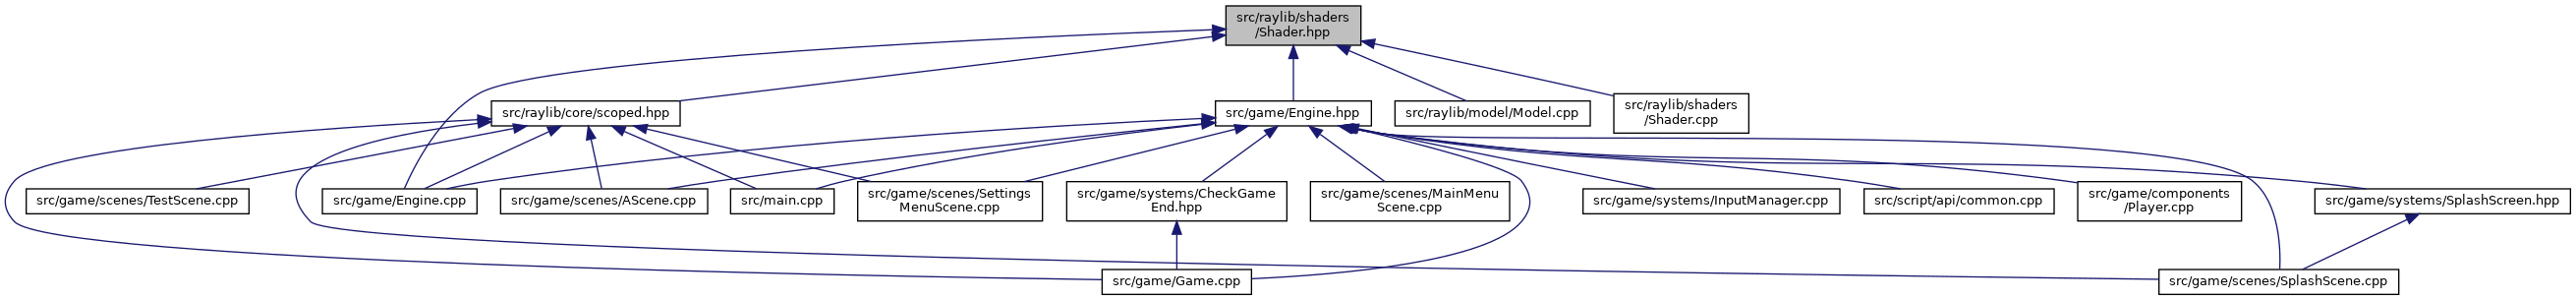 src/raylib/shaders
/Shader.hpp
src/raylib/core/scoped.hpp
src/game/Engine.hpp
src/raylib/model/Model.cpp
src/raylib/shaders
/Shader.cpp
src/game/scenes/TestScene.cpp
src/game/Engine.cpp
src/game/scenes/AScene.cpp
src/main.cpp
src/game/scenes/Settings
MenuScene.cpp
src/game/systems/CheckGame
End.hpp
src/game/scenes/MainMenu
Scene.cpp
src/game/systems/InputManager.cpp
src/script/api/common.cpp
src/game/components
/Player.cpp
src/game/systems/SplashScreen.hpp
src/game/Game.cpp
src/game/scenes/SplashScene.cpp